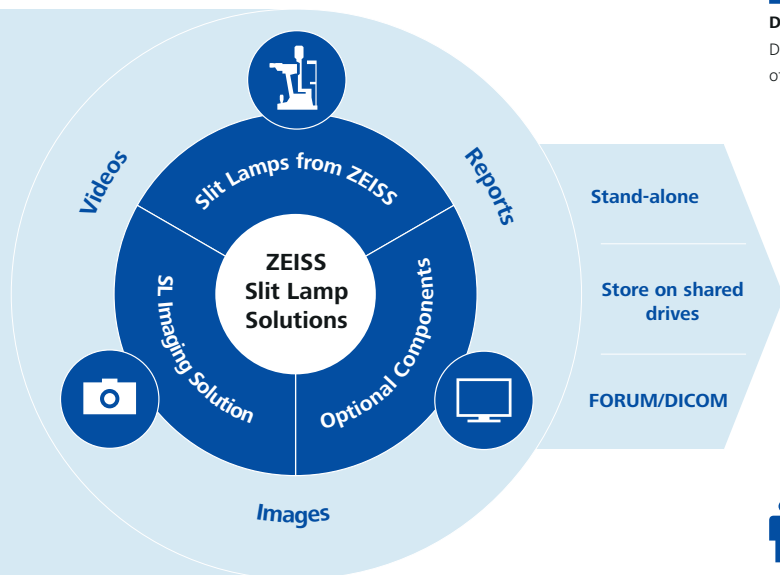 Videos
Reports
Slit Lamps from ZEISS
SL Imaging Solution
Optional Components
ZEISS
Slit Lamp
Solutions
Images
Stand-alone
Store on shared
drives
FORUM/DICOM
D
D